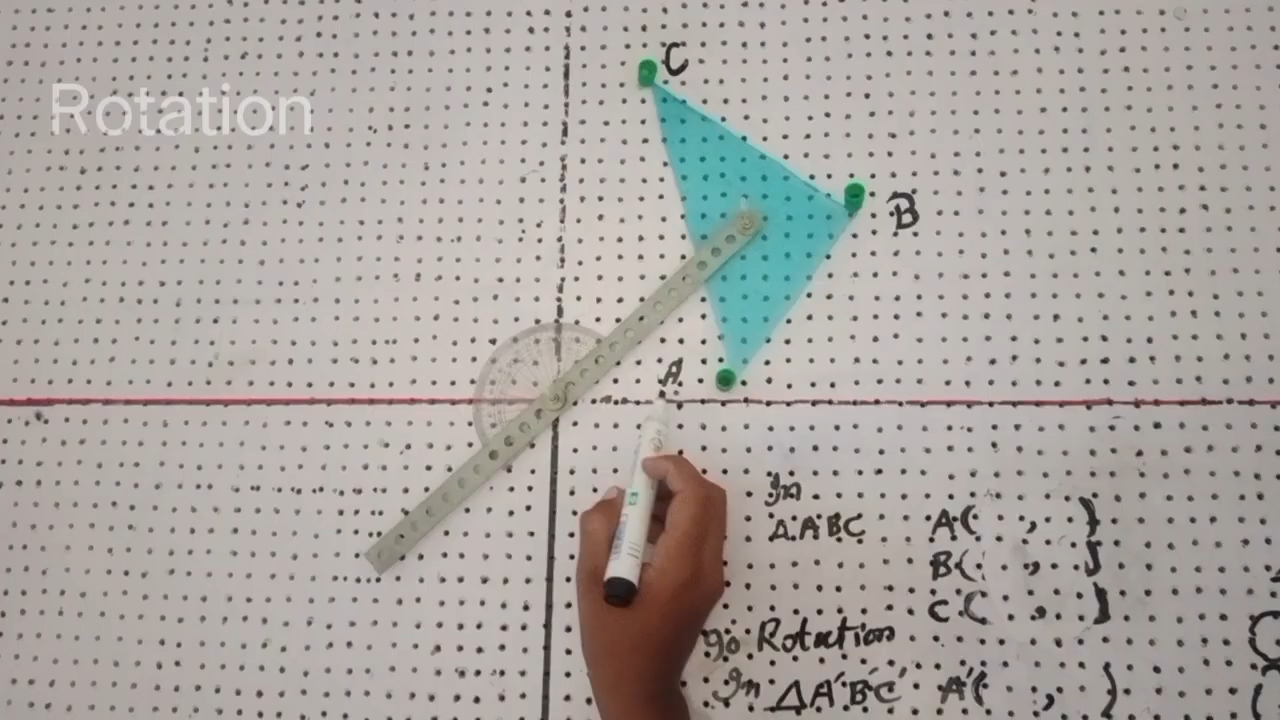 Rotation
C
B
A
In
ΔABC A( , )
B( , )
C( , )
90 Rotation
In ΔA'B'C' A'( , )